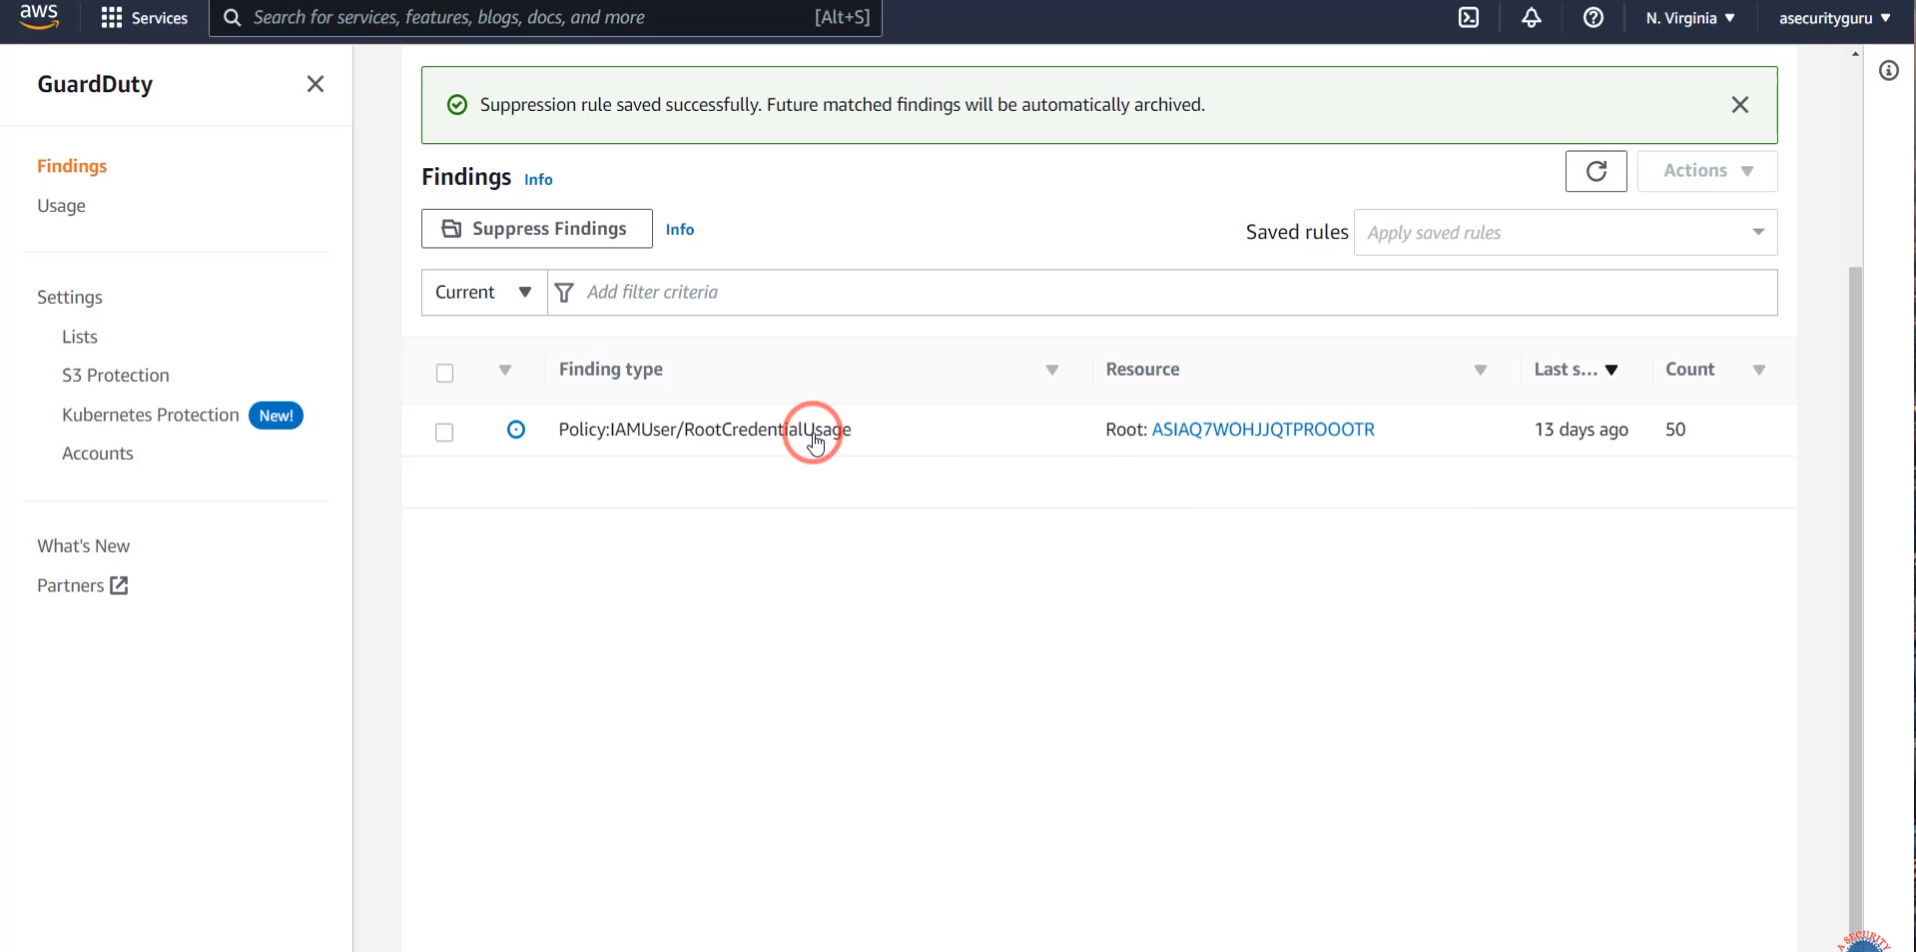 aws
Services
Search for services, features, blogs, docs, and more [Alt+S]
N. Virginia
asecurityguru
GuardDuty
Findings
Usage
Settings
Lists
S3 Protection
Kubernetes Protection New!
Accounts
What's New
Partners
Suppression rule saved successfully. Future matched findings will be automatically archived.
Findings Info
Actions
Suppress Findings Info
Saved rules Apply saved rules
Current Add filter criteria
Finding type Resource Last s... Count
Policy:IAMUser/RootCredentialUsage Root: ASIAQ7WOHJJQTPROOOTR 13 days ago 50
A SECURITY